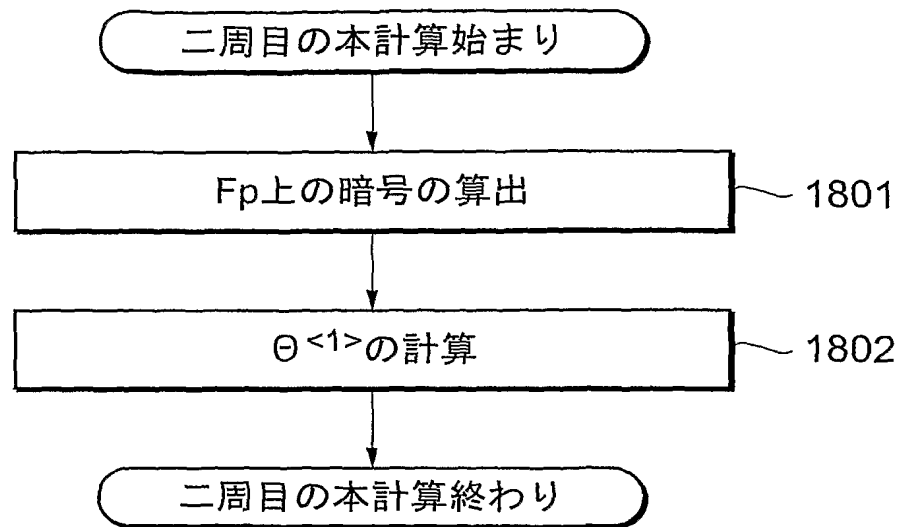 二周目の本計算始まり
Fp上の暗号の算出
1801
Θ<1>の計算
1802
二周目の本計算終わり